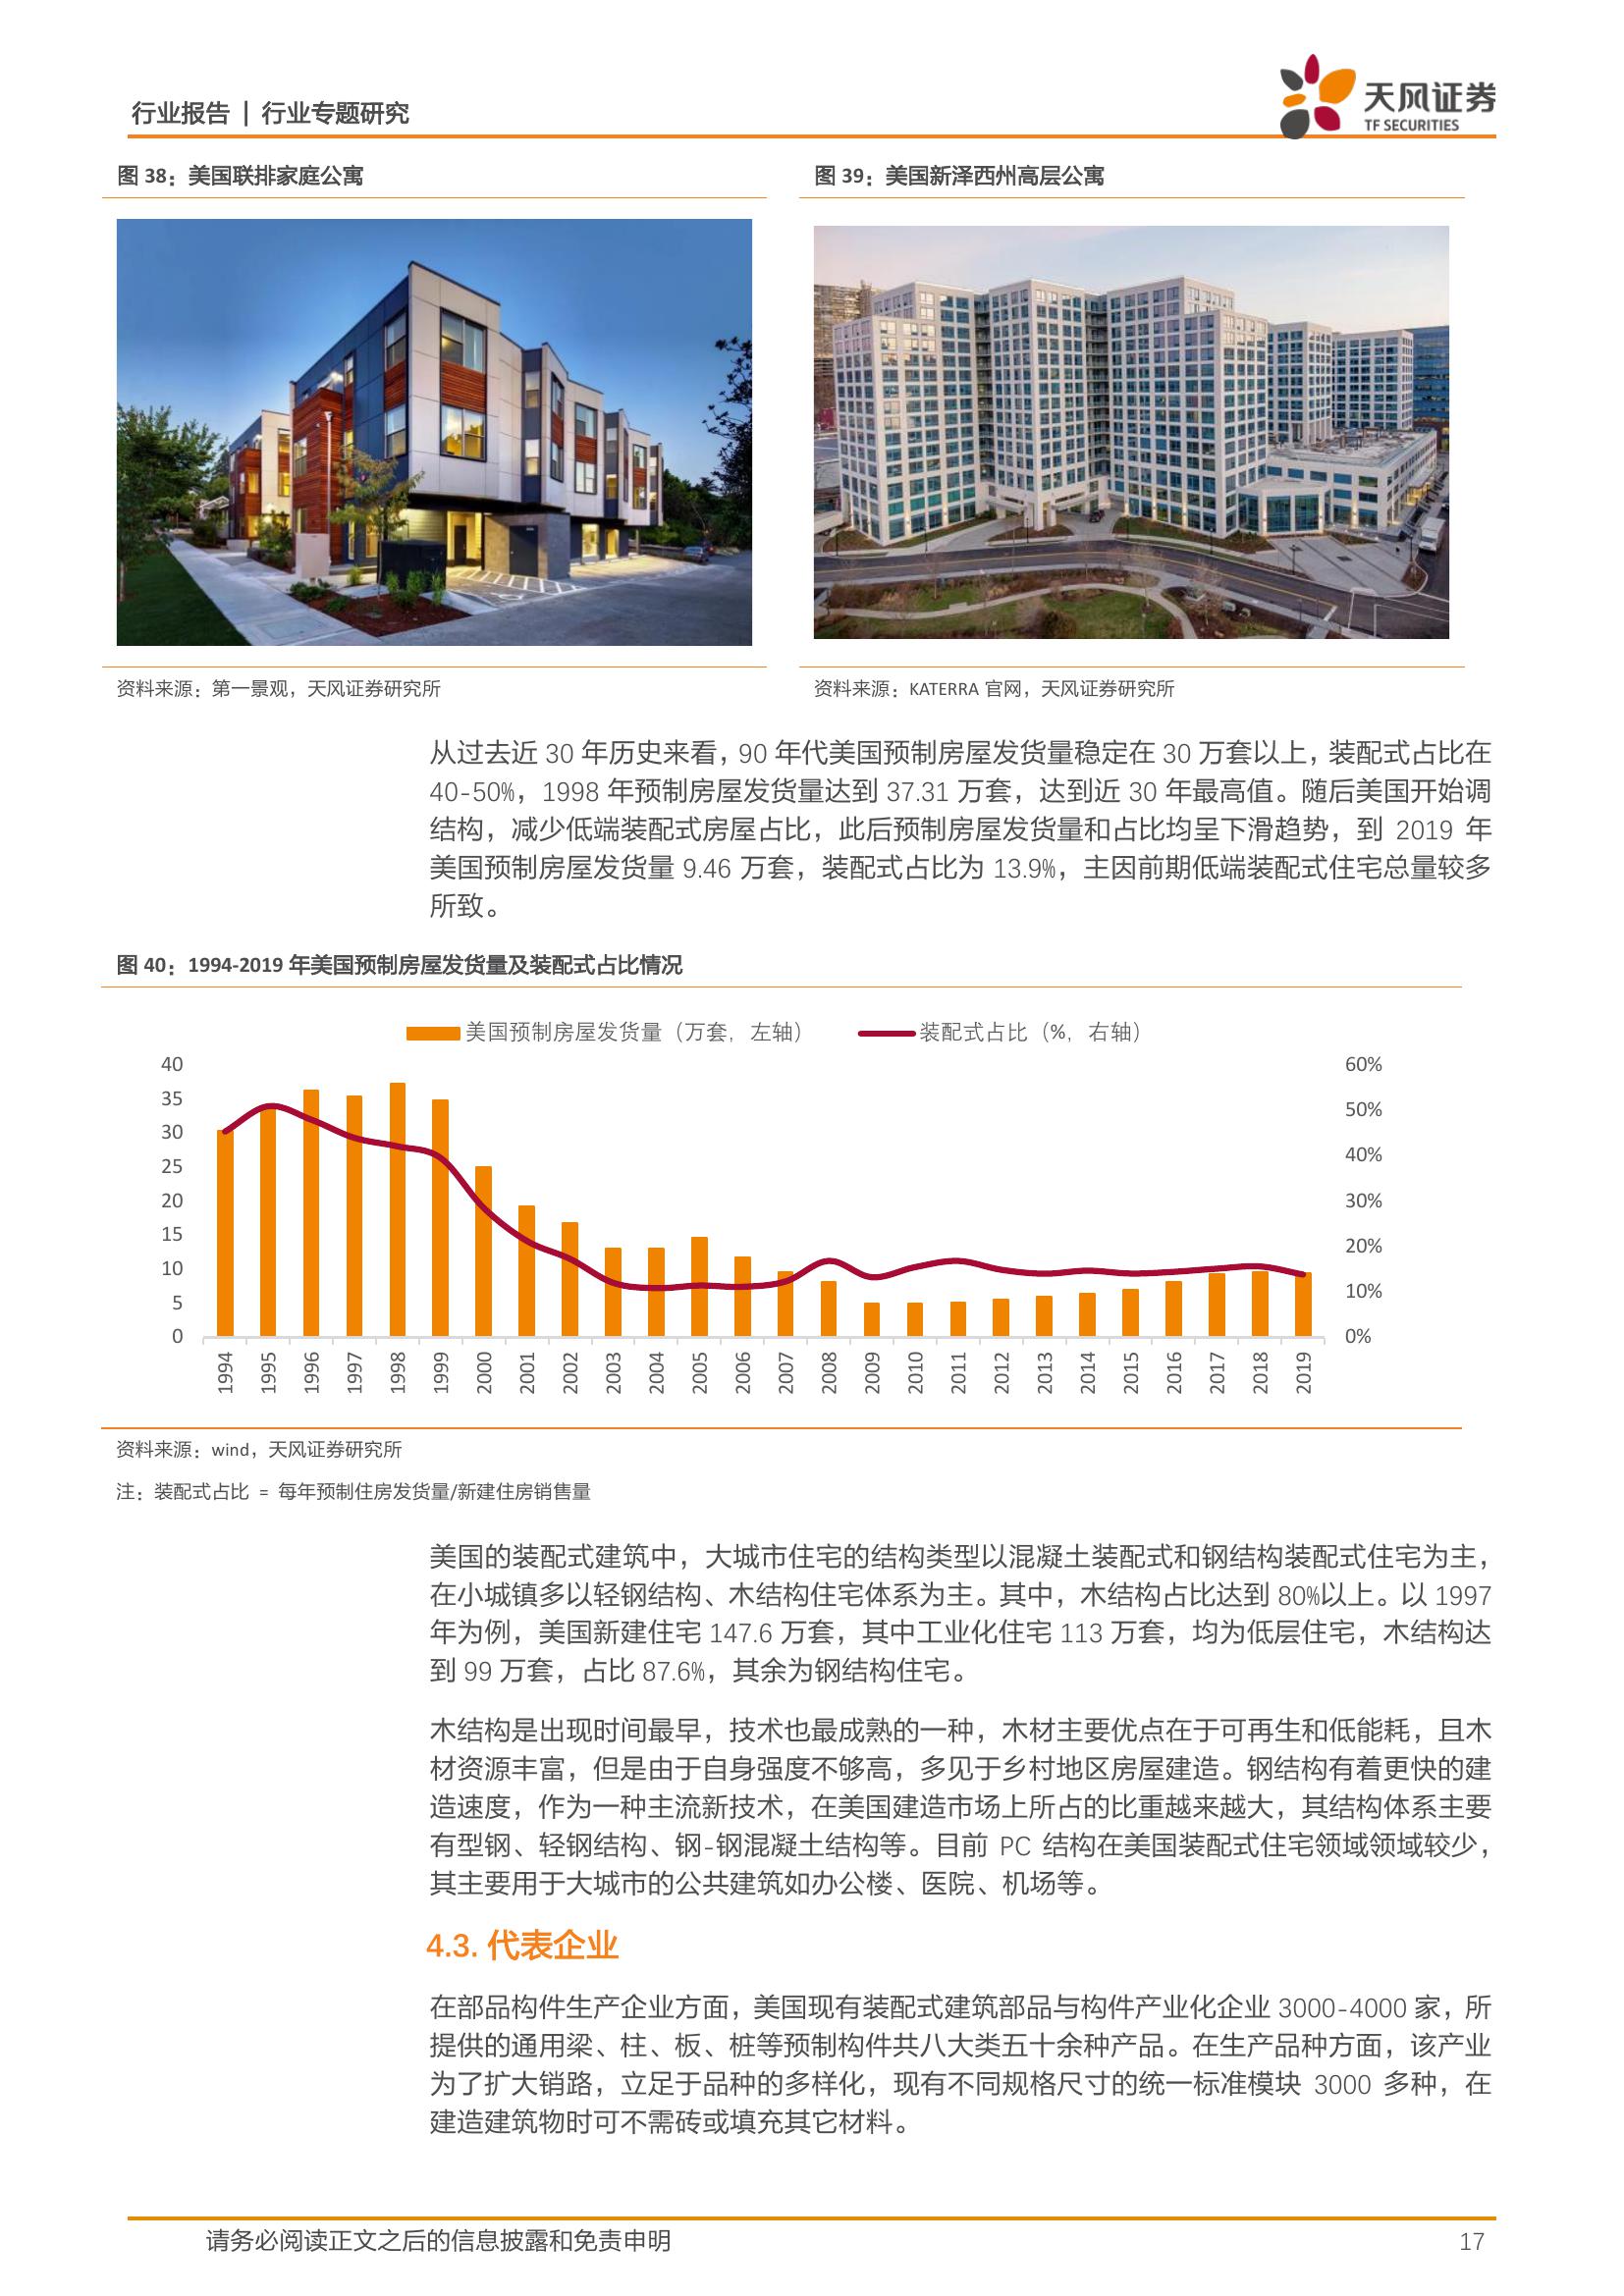 行业报告 | 行业专题研究
天风证券
TF SECURITIES
图 38：美国联排家庭公寓
图 39：美国新泽西州高层公寓
资料来源：第一景观，天风证券研究所
资料来源：KATERRA 官网，天风证券研究所
从过去近 30 年历史来看，90 年代美国预制房屋发货量稳定在 30 万套以上，装配式占比在
40-50%，1998 年预制房屋发货量达到 37.31 万套，达到近 30 年最高值。随后美国开始调
结构，减少低端装配式房屋占比，此后预制房屋发货量和占比均呈下滑趋势，到 2019 年
美国预制房屋发货量 9.46 万套，装配式占比为 13.9%，主因前期低端装配式住宅总量较多
所致。
图 40：1994-2019 年美国预制房屋发货量及装配式占比情况
美国预制房屋发货量（万套，左轴） 装配式占比（%，右轴）
40 60%
35
50%
30
40%
25
20 30%
15
20%
10
10%
5
0 0%
1994 1995 1996 1997 1998 1999 2000 2001 2002 2003 2004 2005 2006 2007 2008 2009 2010 2011 2012 2013 2014 2015 2016 2017 2018 2019
资料来源：wind，天风证券研究所
注：装配式占比 = 每年预制住房发货量/新建住房销售量
美国的装配式建筑中，大城市住宅的结构类型以混凝土装配式和钢结构装配式住宅为主，
在小城镇多以轻钢结构、木结构住宅体系为主。其中，木结构占比达到 80%以上。以 1997
年为例，美国新建住宅 147.6 万套，其中工业化住宅 113 万套，均为低层住宅，木结构达
到 99 万套，占比 87.6%，其余为钢结构住宅。
木结构是出现时间最早，技术也最成熟的一种，木材主要优点在于可再生和低能耗，且木
材资源丰富，但是由于自身强度不够高，多见于乡村地区房屋建造。钢结构有着更快的建
造速度，作为一种主流新技术，在美国建造市场上所占的比重越来越大，其结构体系主要
有型钢、轻钢结构、钢-钢混凝土结构等。目前 PC 结构在美国装配式住宅领域领域较少，
其主要用于大城市的公共建筑如办公楼、医院、机场等。
4.3. 代表企业
在部品构件生产企业方面，美国现有装配式建筑部品与构件产业化企业 3000-4000 家，所
提供的通用梁、柱、板、桩等预制构件共八大类五十余种产品。在生产品种方面，该产业
为了扩大销路，立足于品种的多样化，现有不同规格尺寸的统一标准模块 3000 多种，在
建造建筑物时可不需砖或填充其它材料。
请务必阅读正文之后的信息披露和免责申明 17